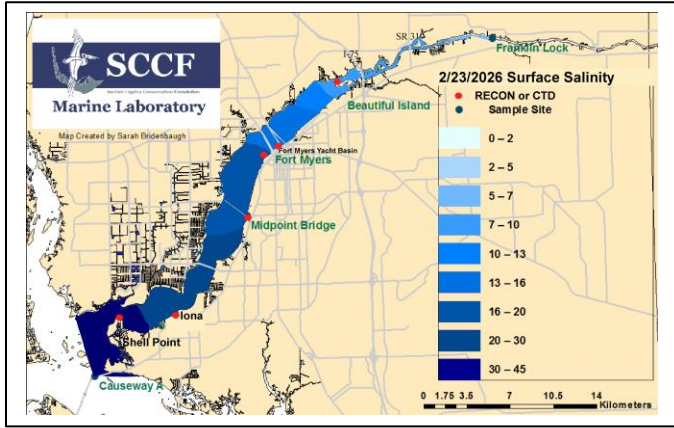 SCCF
Sanibel-Captiva Conservation Foundation
Marine Laboratory
Map Created by Sarah Bridenbaugh
SR 31
I-75
Franklin Lock
2/23/2026 Surface Salinity
RECON or CTD
Sample Site
Beautiful Island
Fort Myers Yacht Basin
Fort Myers
Midpoint Bridge
Iona
Shell Point
Causeway A
0 – 2
2 – 5
5 – 7
7 – 10
10 – 13
13 – 16
16 – 20
20 – 30
30 – 45
0 1.75 3.5 7 10.5 14
Kilometers